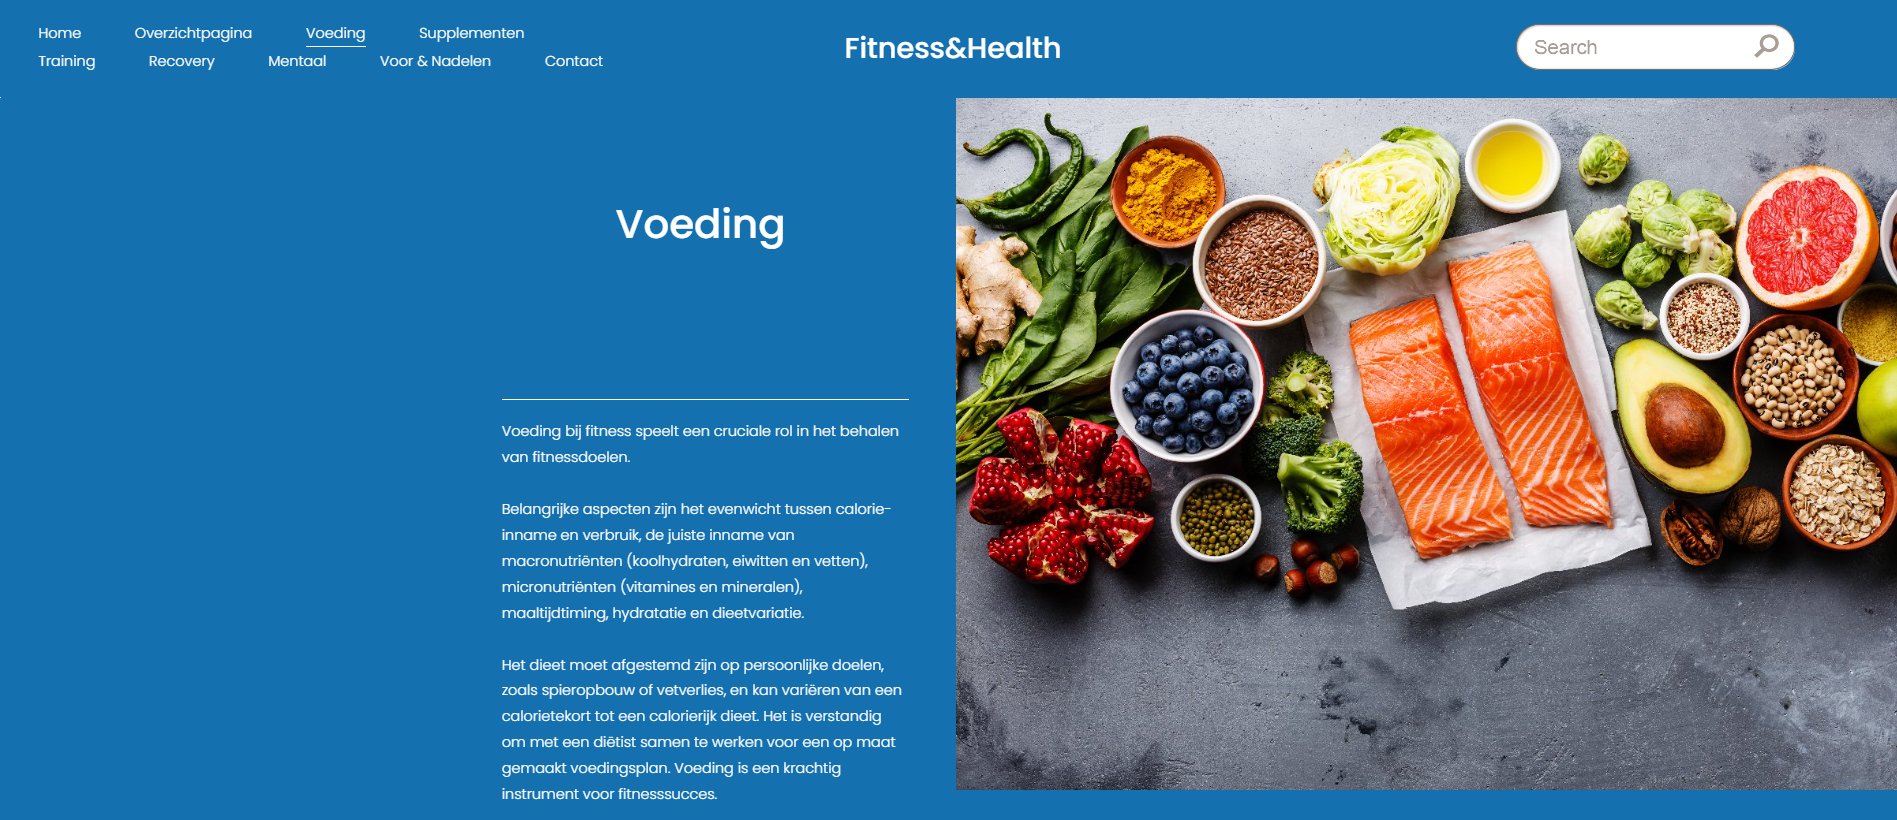 Home Overzichtpagina Voeding Supplementen
Training Recovery Mentaal Voor & Nadelen Contact
Fitness&Health
Search
Voeding
Voeding bij fitness speelt een cruciale rol in het behalen
van fitnessdoelen.
Belangrijke aspecten zijn het evenwicht tussen calorie-
inname en verbruik, de juiste inname van
macronutriënten (koolhydraten, eiwitten en vetten),
micronutriënten (vitamines en mineralen),
maaltijdtiming, hydratatie en dieetvariatie.
Het dieet moet afgestemd zijn op persoonlijke doelen,
zoals spieropbouw of vetverlies, en kan variëren van een
calorietekort tot een calorierijk dieet. Het is verstandig
om met een diëtist samen te werken voor een op maat
gemaakt voedingsplan. Voeding is een krachtig
instrument voor fitnesssucces.